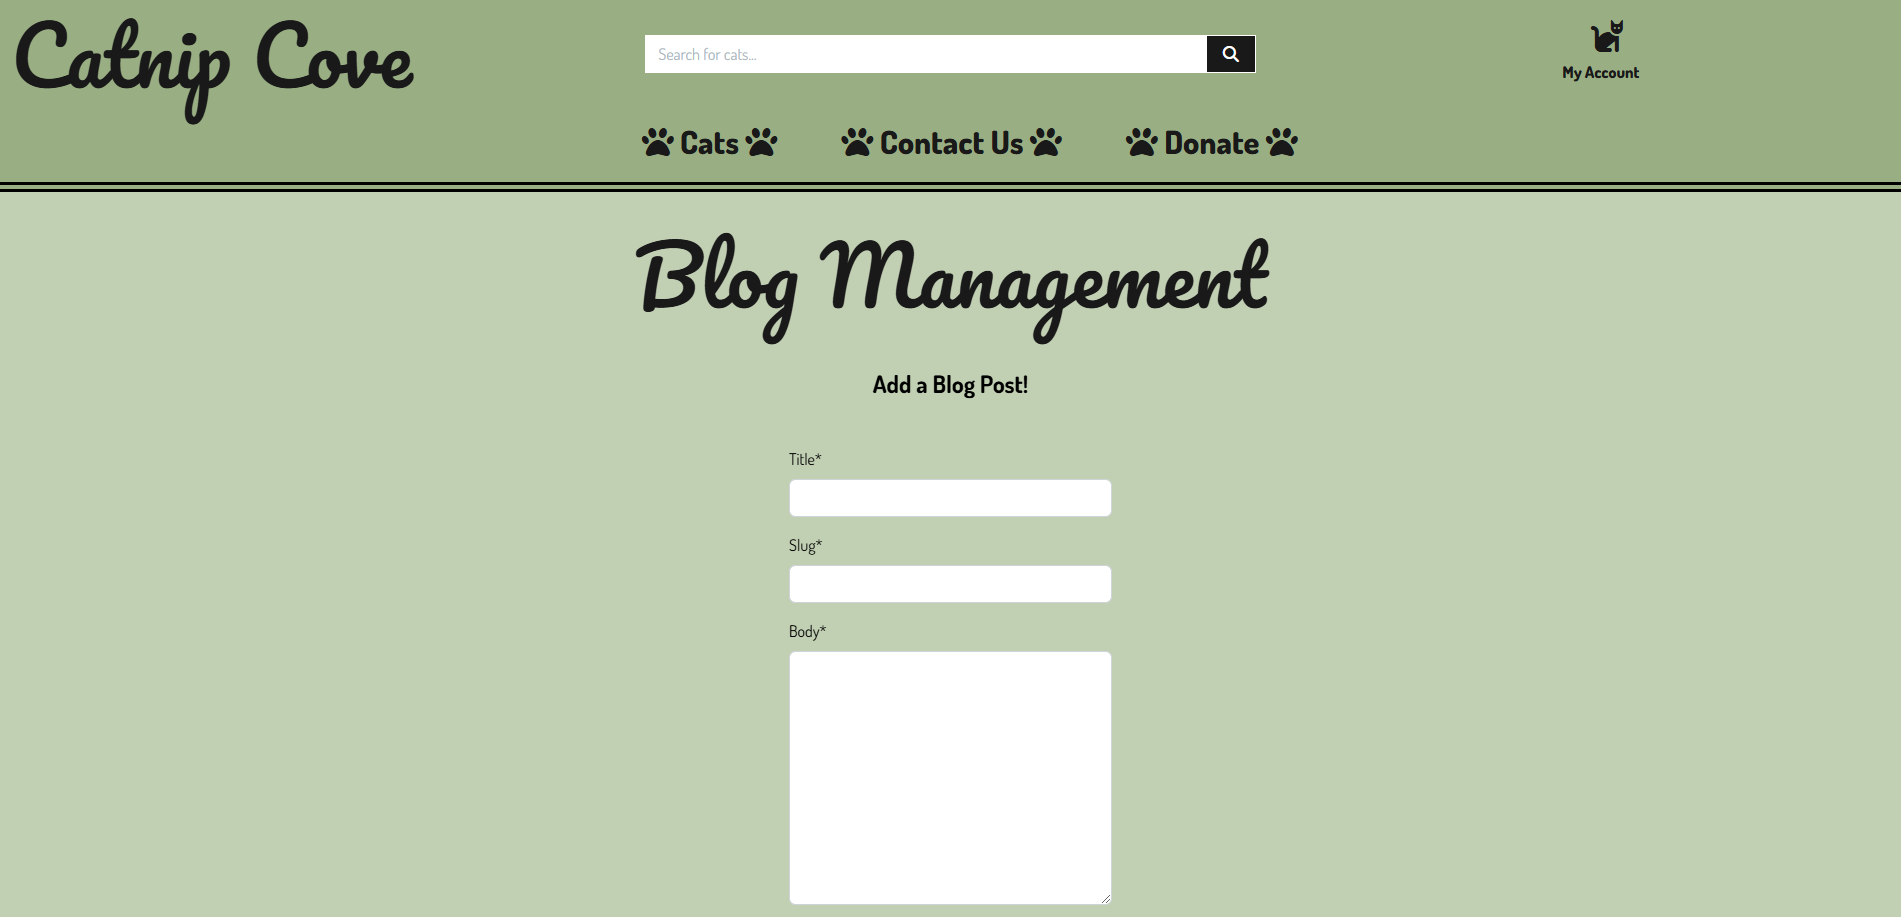 Catnip Cove
Search for cats...
My Account
Cats
Contact Us
Donate
Blog Management
Add a Blog Post!
Title*
Slug*
Body*